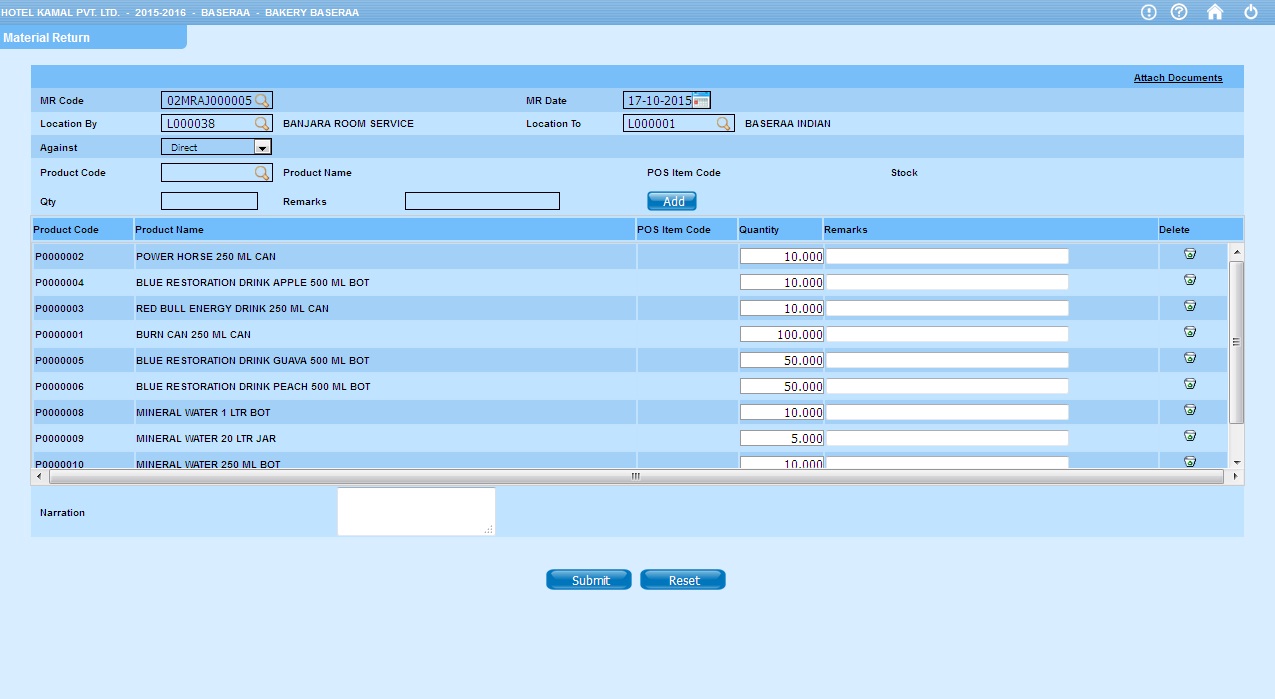 HOTEL KAMAL PVT. LTD. - 2015-2016 - BASERAA - BAKERY BASERAA
Material Return
Attach Documents
MR Code 02MRAJ000005 MR Date 17-10-2015
Location By L000038 BANJARA ROOM SERVICE Location To L000001 BASERAA INDIAN
Against Direct
Product Code Product Name POS Item Code Stock
Qty Remarks Add
Product Code Product Name POS Item Code Quantity Remarks Delete
P0000002 POWER HORSE 250 ML CAN 10.000
P0000004 BLUE RESTORATION DRINK APPLE 500 ML BOT 10.000
P0000003 RED BULL ENERGY DRINK 250 ML CAN 10.000
P0000001 BURN CAN 250 ML CAN 100.000
P0000005 BLUE RESTORATION DRINK GUAVA 500 ML BOT 50.000
P0000006 BLUE RESTORATION DRINK PEACH 500 ML BOT 50.000
P0000008 MINERAL WATER 1 LTR BOT 10.000
P0000009 MINERAL WATER 20 LTR JAR 5.000
P0000010 MINERAL WATER 250 ML BOT 10.000
Narration
Submit Reset